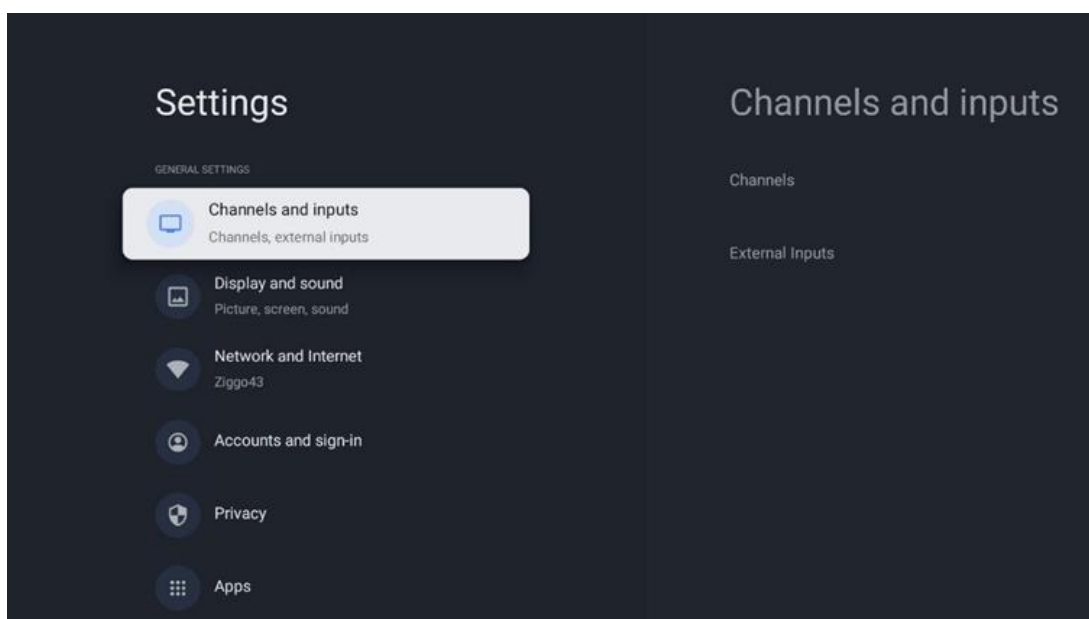 Settings
GENERAL SETTINGS
Channels and inputs
Channels, external inputs
Display and sound
Picture, screen, sound
Network and Internet
Ziggo43
Accounts and sign-in
Privacy
Apps
Channels and inputs
Channels
External Inputs